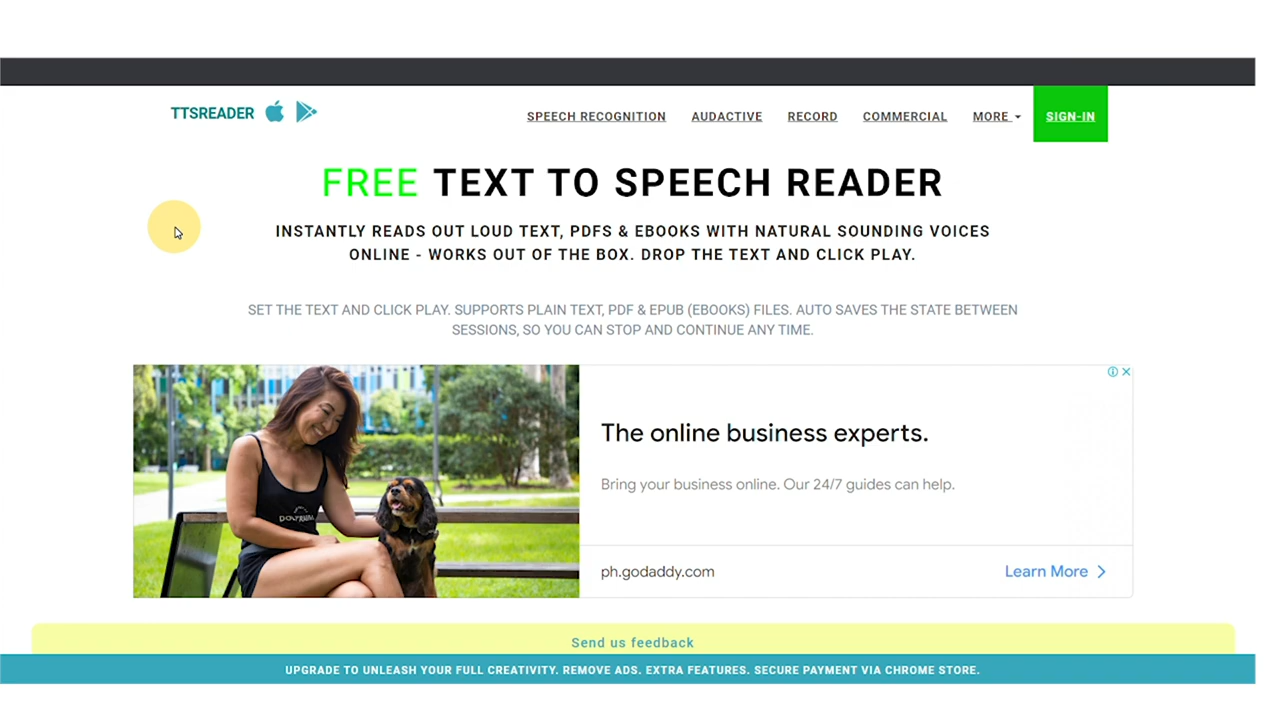 TTSREADER
SPEECH RECOGNITION AUDACTIVE RECORD COMMERCIAL MORE SIGN-IN
FREE TEXT TO SPEECH READER
INSTANTLY READS OUT LOUD TEXT, PDFS & EBOOKS WITH NATURAL SOUNDING VOICES
ONLINE - WORKS OUT OF THE BOX. DROP THE TEXT AND CLICK PLAY.
SET THE TEXT AND CLICK PLAY. SUPPORTS PLAIN TEXT, PDF & EPUB (EBOOKS) FILES. AUTO SAVES THE STATE BETWEEN
SESSIONS, SO YOU CAN STOP AND CONTINUE ANY TIME.
The online business experts.
Bring your business online. Our 24/7 guides can help.
ph.godaddy.com
Learn More
Send us feedback
UPGRADE TO UNLEASH YOUR FULL CREATIVITY. REMOVE ADS. EXTRA FEATURES. SECURE PAYMENT VIA CHROME STORE.